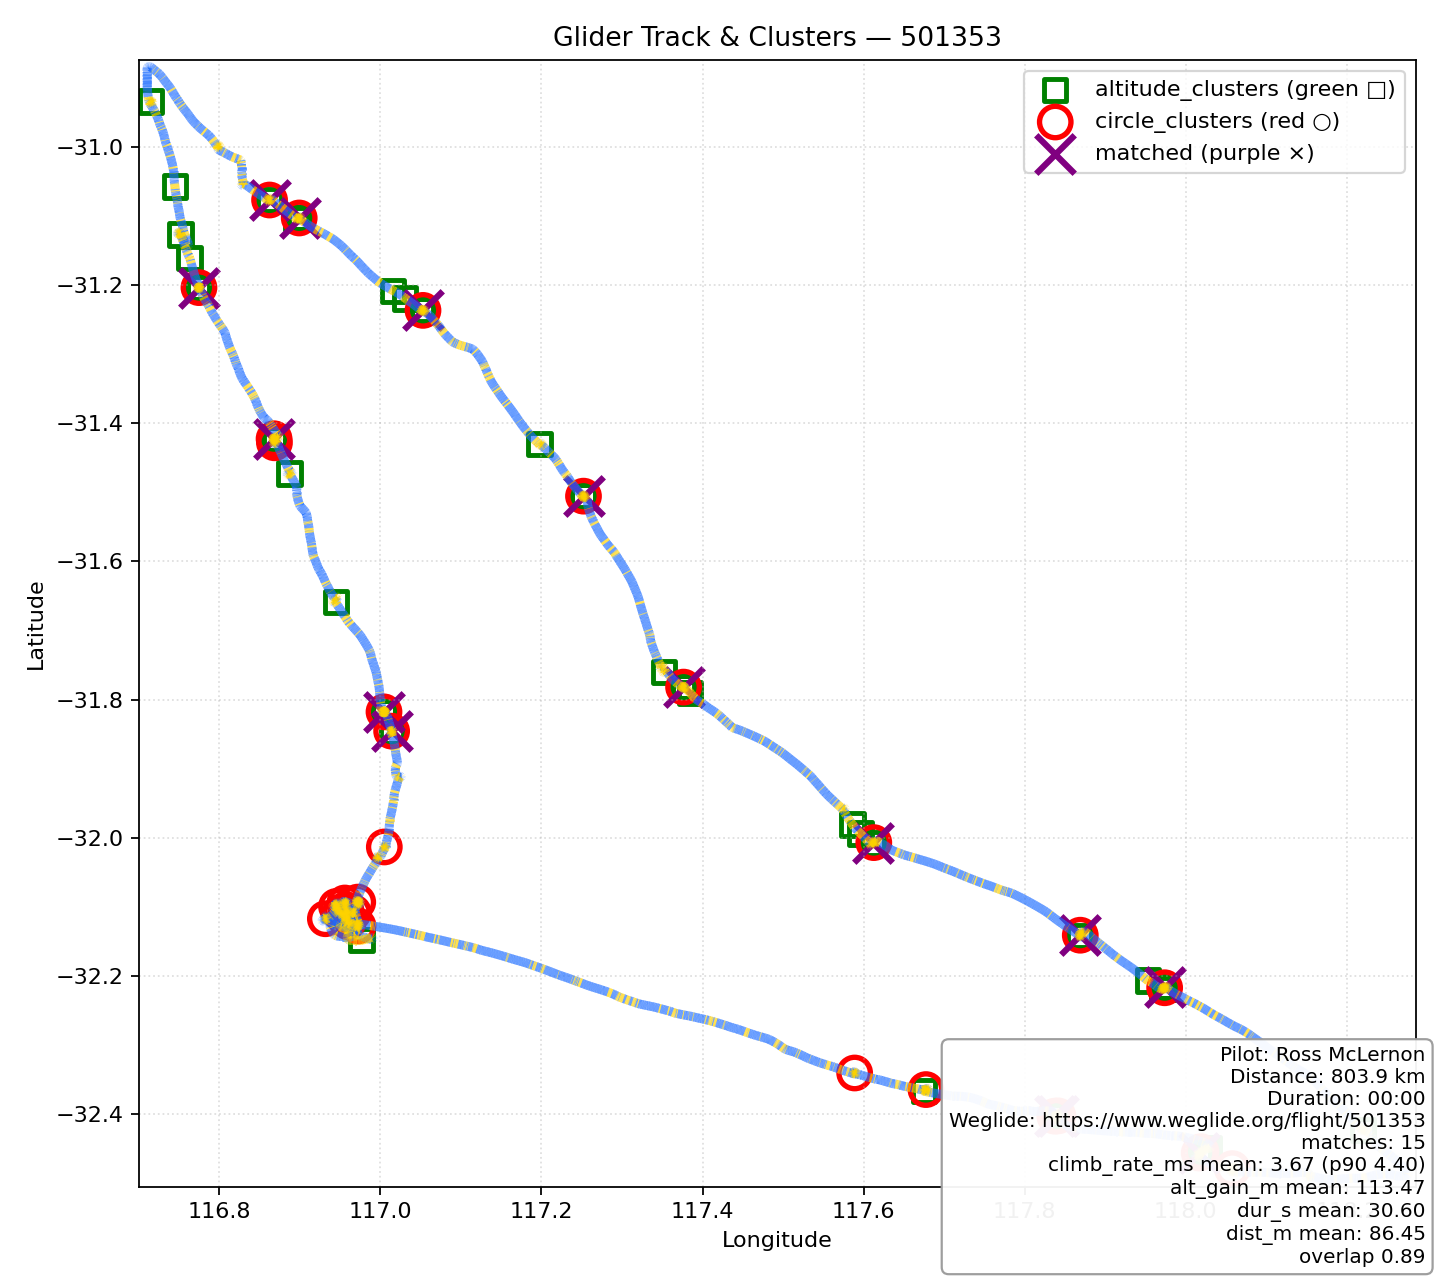 Glider Track & Clusters — 501353
altitude_clusters (green □)
circle_clusters (red ○)
matched (purple ×)
−31.0
−31.2
−31.4
−31.6
−31.8
−32.0
−32.2
−32.4
Latitude
116.8 117.0 117.2 117.4 117.6 117.8 118.0
Longitude
Pilot: Ross McLernon
Distance: 803.9 km
Duration: 00:00
Weglide: https://www.weglide.org/flight/501353
matches: 15
climb_rate_ms mean: 3.67 (p90 4.40)
alt_gain_m mean: 113.47
dur_s mean: 30.60
dist_m mean: 86.45
overlap 0.89